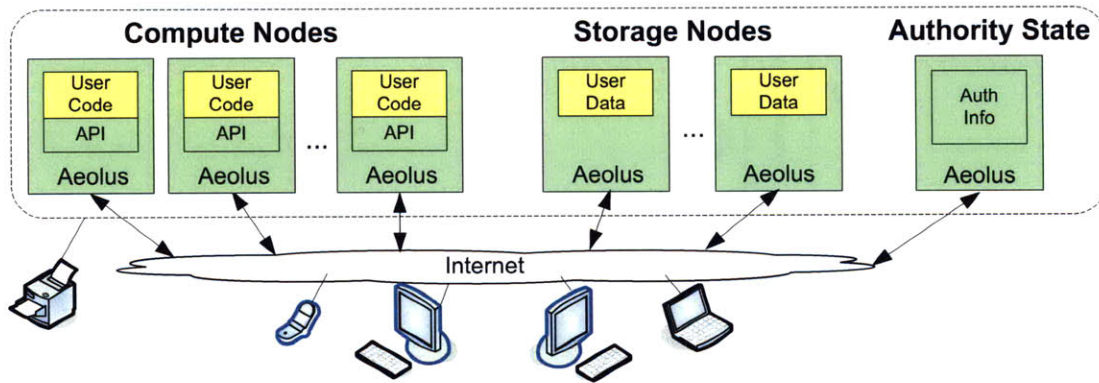 Compute Nodes
Storage Nodes
Authority State
User
Code
API
Aeolus
User
Code
API
Aeolus
...
User
Code
API
Aeolus
User
Data
Aeolus
...
User
Data
Aeolus
Auth
Info
Aeolus
Internet